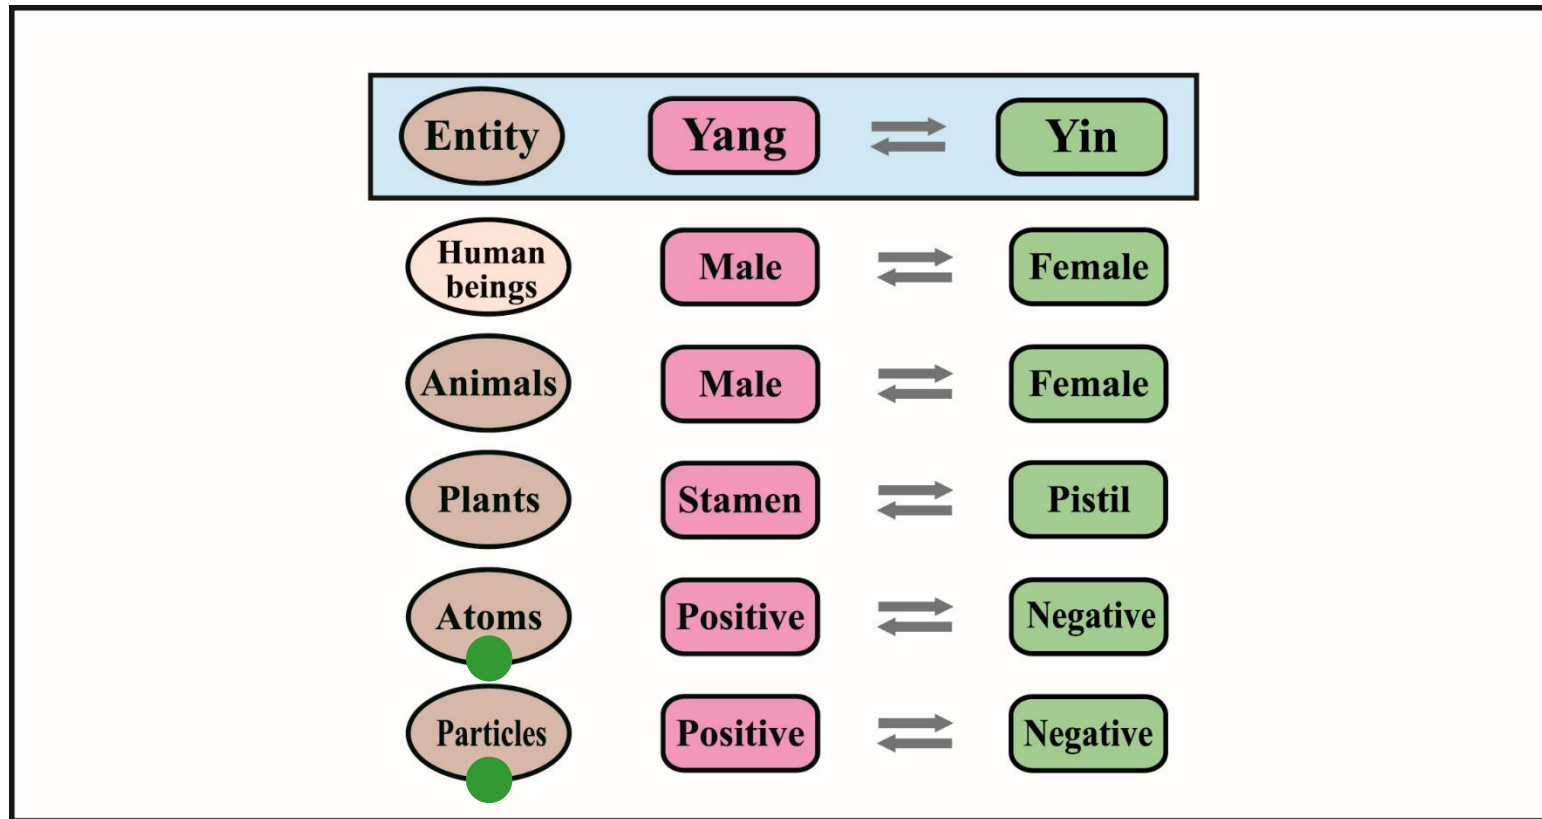 Entity Yang Yin
Human
beings
Male Female
Animals Male Female
Plants Stamen Pistil
Atoms Positive Negative
Particles Positive Negative